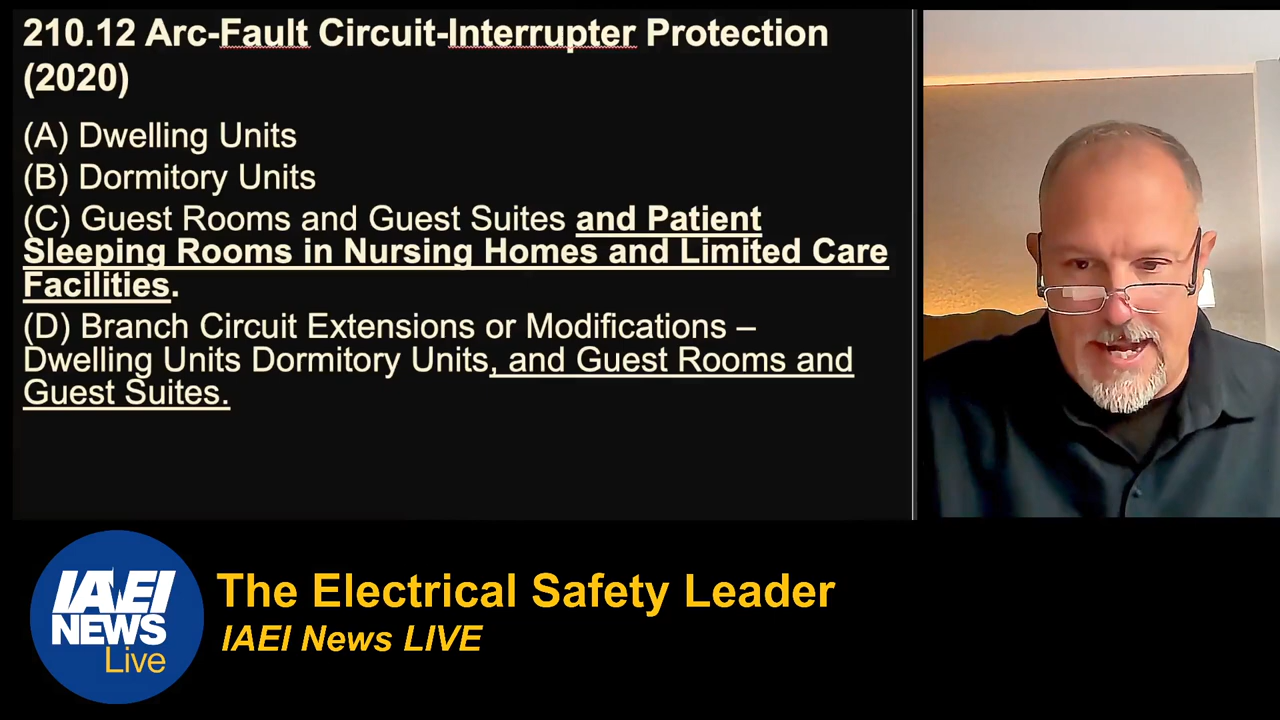 210.12 Arc-Fault Circuit-Interrupter Protection
(2020)
(A) Dwelling Units
(B) Dormitory Units
(C) Guest Rooms and Guest Suites and Patient
Sleeping Rooms in Nursing Homes and Limited Care
Facilities.
(D) Branch Circuit Extensions or Modifications –
Dwelling Units Dormitory Units, and Guest Rooms and
Guest Suites.
IAEI
NEWS
Live
The Electrical Safety Leader
IAEI News LIVE